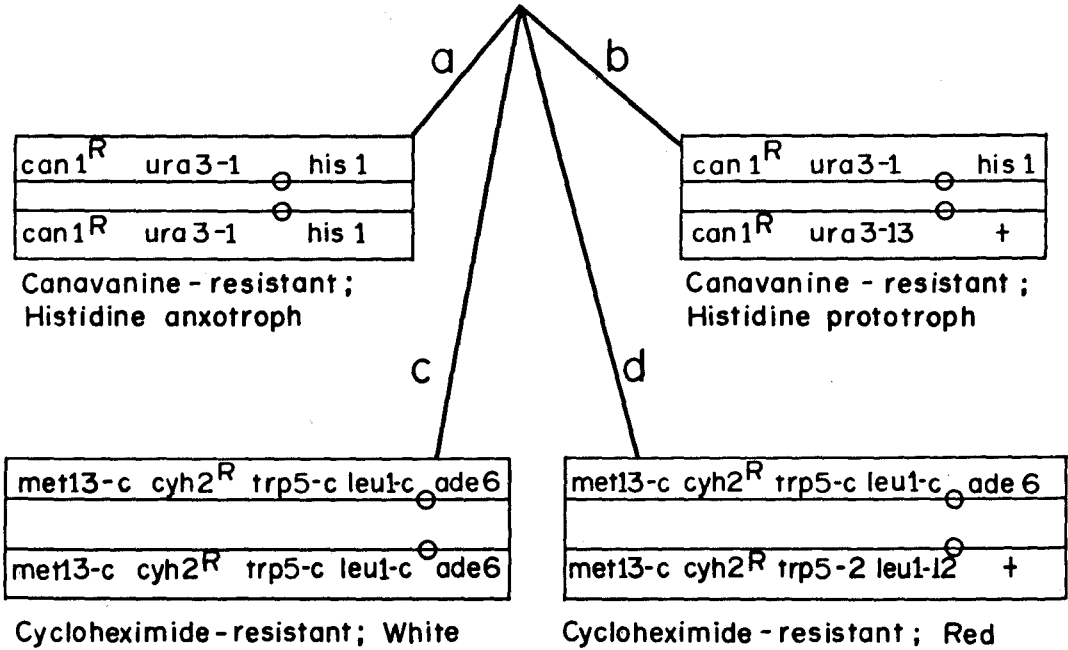 a
b
can1R ura3-1 his1
can1R ura3-1 his1
Canavanine-resistant;
Histidine anxotroph
can1R ura3-1 his1
can1R ura3-13 +
Canavanine-resistant;
Histidine prototroph
c
d
met13-c cyh2R trp5-c leu1-c ade6
met13-c cyh2R trp5-c leu1-c ade6
Cycloheximide-resistant; White
met13-c cyh2R trp5-c leu1-c ade6
met13-c cyh2R trp5-2 leu1-12 +
Cycloheximide-resistant; Red